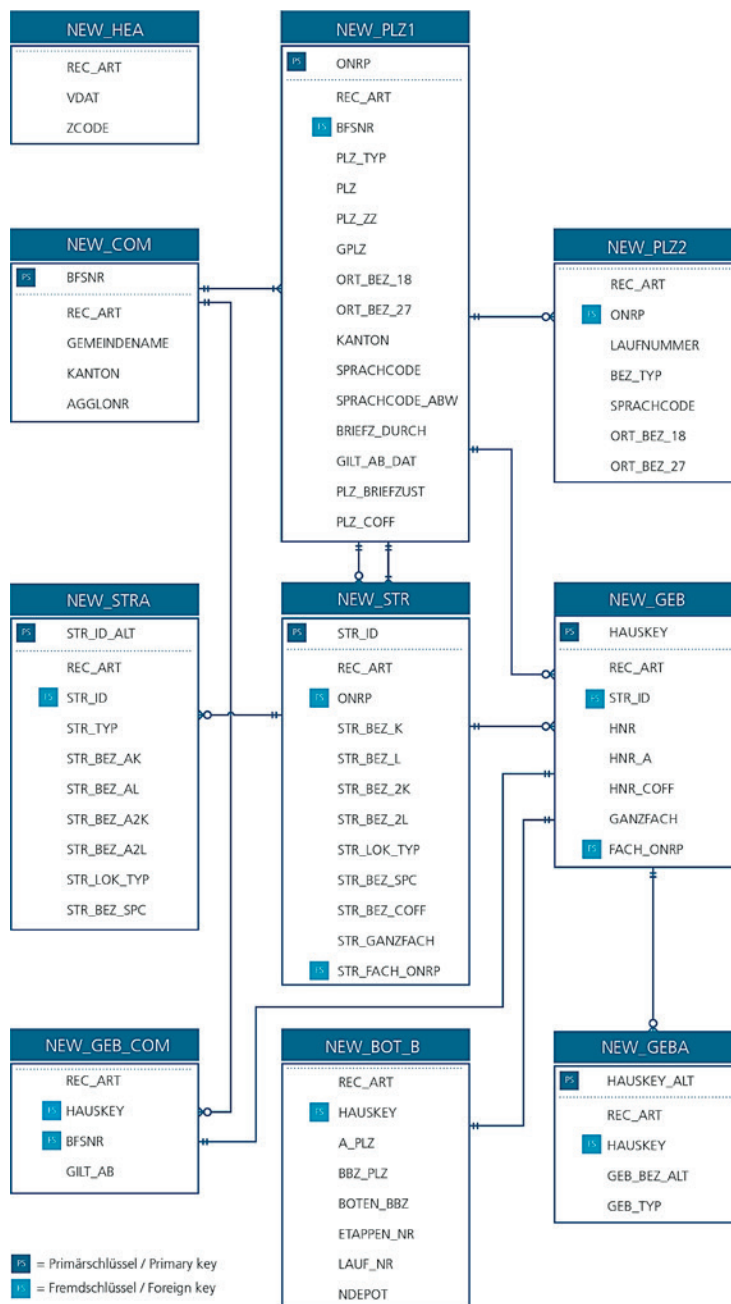 NEW_HEA
REC_ART
VDAT
ZCODE
NEW_PLZ1
PS ONRP
REC_ART
FS BFSNR
PLZ_TYP
PLZ
PLZ_ZZ
GPLZ
ORT_BEZ_18
ORT_BEZ_27
KANTON
SPRACHCODE
SPRACHCODE_ABW
BRIEFZ_DURCH
GILT_AB_DAT
PLZ_BRIEFZUST
PLZ_COFF
NEW_COM
PS BFSNR
REC_ART
GEMEINDENAME
KANTON
AGGLONR
NEW_PLZ2
REC_ART
FS ONRP
LAUFNUMMER
BEZ_TYP
SPRACHCODE
ORT_BEZ_18
ORT_BEZ_27
NEW_STRA
PS STR_ID_ALT
REC_ART
FS STR_ID
STR_TYP
STR_BEZ_AK
STR_BEZ_AL
STR_BEZ_A2K
STR_BEZ_A2L
STR_LOK_TYP
STR_BEZ_SPC
NEW_STR
PS STR_ID
REC_ART
FS ONRP
STR_BEZ_K
STR_BEZ_L
STR_BEZ_2K
STR_BEZ_2L
STR_LOK_TYP
STR_BEZ_SPC
STR_BEZ_COFF
STR_GANZFACH
FS STR_FACH_ONRP
NEW_GEB
PS HAUSKEY
REC_ART
FS STR_ID
HNR
HNR_A
HNR_COFF
GANZFACH
FS FACH_ONRP
NEW_GEB_COM
REC_ART
FS HAUSKEY
FS BFSNR
GILT_AB
NEW_BOT_B
REC_ART
FS HAUSKEY
A_PLZ
BBZ_PLZ
BOTEN_BBZ
ETAPPEN_NR
LAUF_NR
NDEPOT
NEW_GEBA
PS HAUSKEY_ALT
REC_ART
FS HAUSKEY
GEB_BEZ_ALT
GEB_TYP
PS = Primärschlüssel / Primary key
FS = Fremdschlüssel / Foreign key